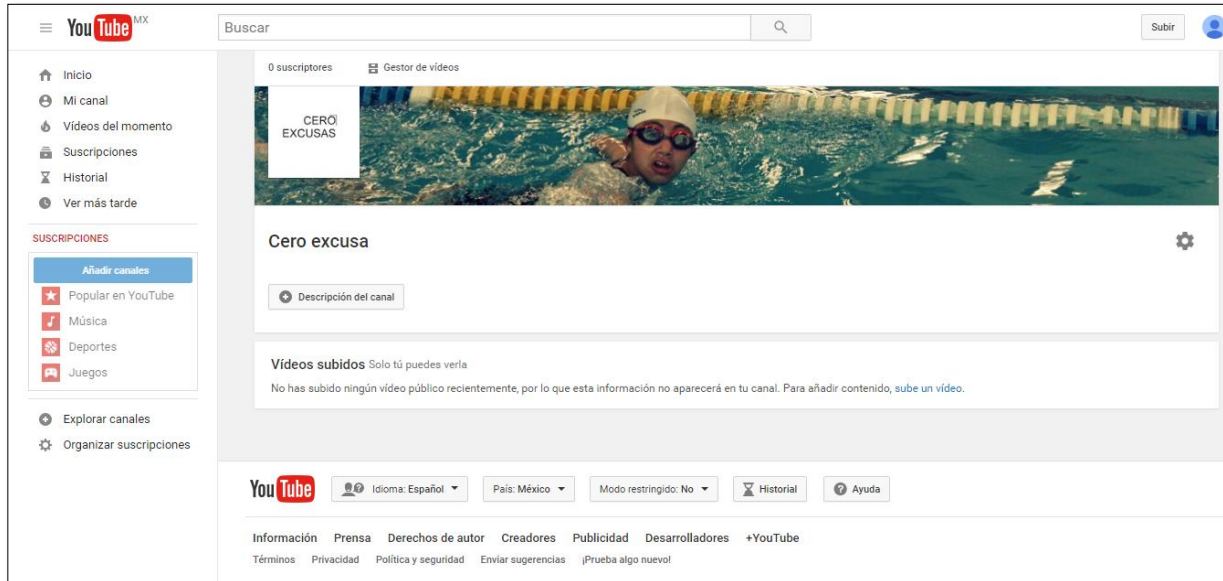 YouTube MX
Buscar
Subir
Inicio
Mi canal
Vídeos del momento
Suscripciones
Historial
Ver más tarde
SUSCRIPCIONES
Añadir canales
Popular en YouTube
Música
Deportes
Juegos
Explorar canales
Organizar suscripciones
0 suscriptores Gestor de vídeos
CERO
EXCUSAS
Cero excusa
Descripción del canal
Vídeos subidos Solo tú puedes verla
No has subido ningún vídeo público recientemente, por lo que esta información no aparecerá en tu canal. Para añadir contenido, sube un vídeo.
YouTube Idioma: Español País: México Modo restringido: No Historial Ayuda
Información Prensa Derechos de autor Creadores Publicidad Desarrolladores +YouTube
Términos Privacidad Política y seguridad Enviar sugerencias ¡Prueba algo nuevo!